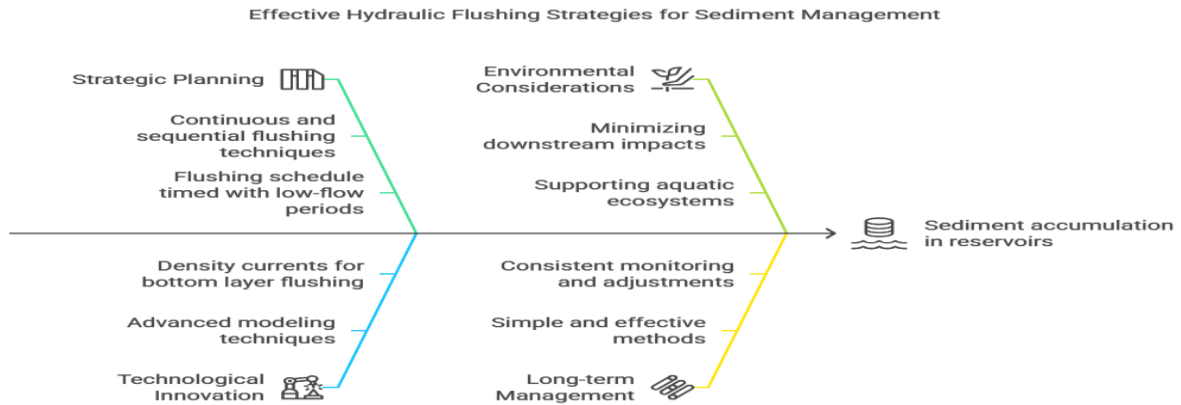 Effective Hydraulic Flushing Strategies for Sediment Management
Strategic Planning
Continuous and
sequential flushing
techniques
Flushing schedule
timed with low-flow
periods
Environmental
Considerations
Minimizing
downstream impacts
Supporting aquatic
ecosystems
Sediment accumulation
in reservoirs
Density currents for
bottom layer flushing
Advanced modeling
techniques
Technological
Innovation
Consistent monitoring
and adjustments
Simple and effective
methods
Long-term
Management